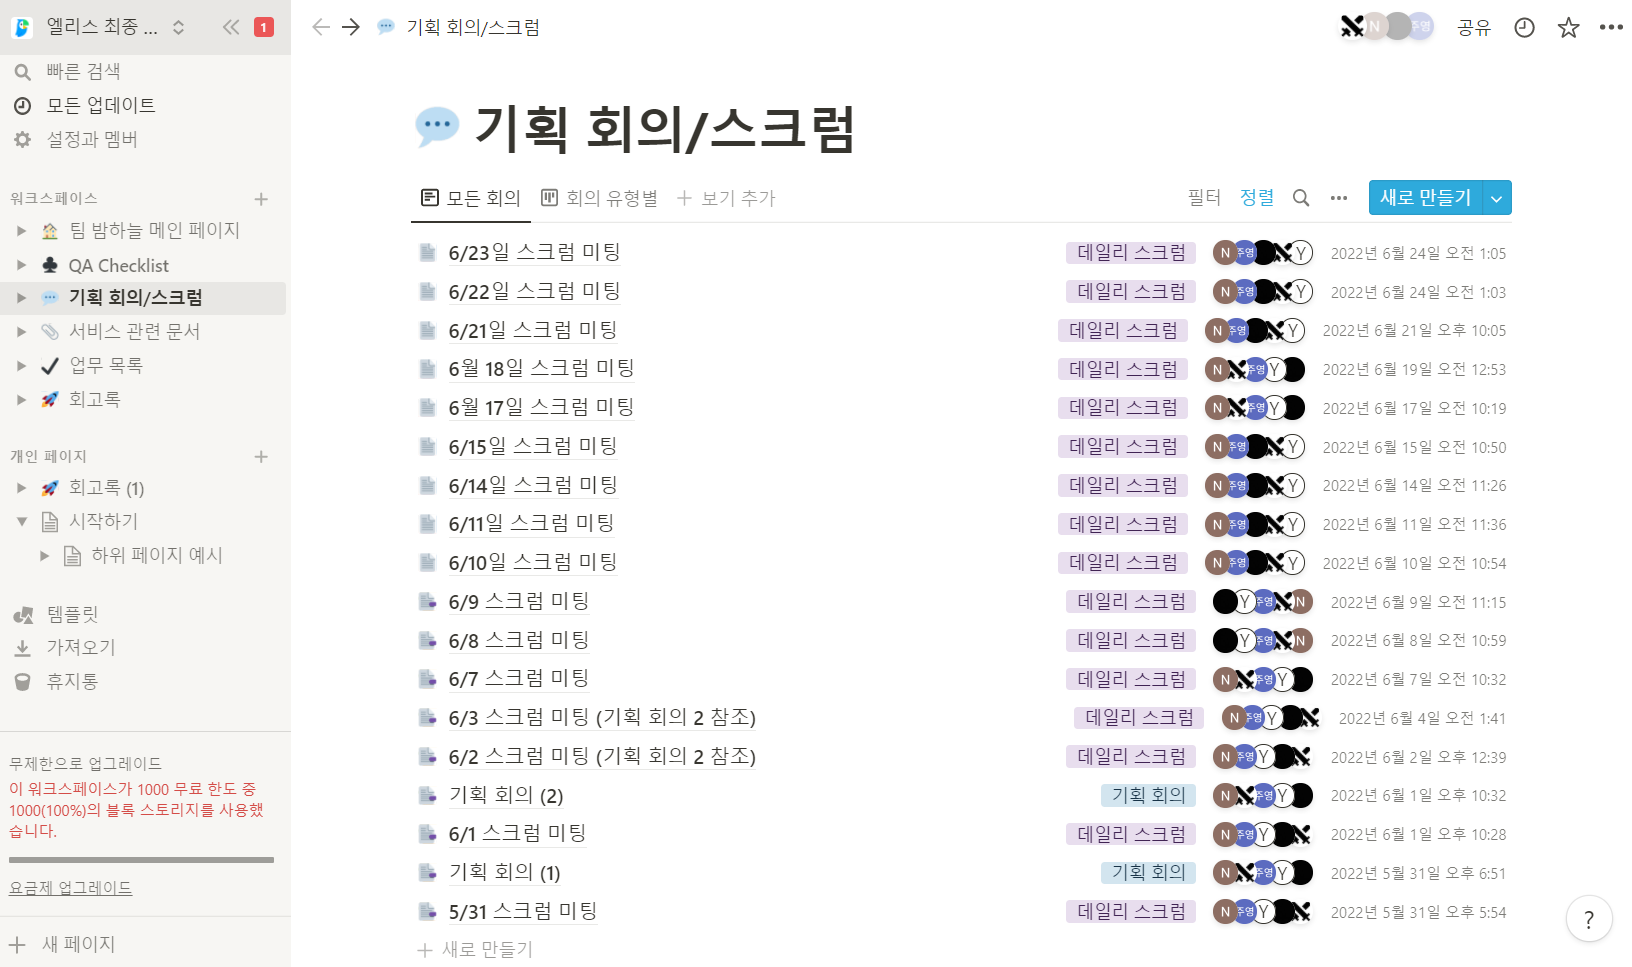 엘리스 최종 ...
1
빠른 검색
모든 업데이트
설정과 멤버
워크스페이스
팀 밤하늘 메인 페이지
QA Checklist
기획 회의/스크럼
서비스 관련 문서
업무 목록
회고록
개인 페이지
회고록 (1)
시작하기
하위 페이지 예시
템플릿
가져오기
휴지통
무제한으로 업그레이드
이 워크스페이스가 1000 무료 한도 중
1000(100%)의 블록 스토리지를 사용했
습니다.
요금제 업그레이드
새 페이지
기획 회의/스크럼
N 주영
공유
기획 회의/스크럼
모든 회의 회의 유형별 보기 추가
필터 정렬 새로 만들기
6/23일 스크럼 미팅 데일리 스크럼 N 주영 Y 2022년 6월 24일 오전 1:05
6/22일 스크럼 미팅 데일리 스크럼 N 주영 Y 2022년 6월 24일 오전 1:03
6/21일 스크럼 미팅 데일리 스크럼 N 주영 Y 2022년 6월 21일 오후 10:05
6월 18일 스크럼 미팅 데일리 스크럼 N 주영 Y 2022년 6월 19일 오전 12:53
6월 17일 스크럼 미팅 데일리 스크럼 N 주영 Y 2022년 6월 17일 오전 10:19
6/15일 스크럼 미팅 데일리 스크럼 N 주영 Y 2022년 6월 15일 오전 10:50
6/14일 스크럼 미팅 데일리 스크럼 N 주영 Y 2022년 6월 14일 오전 11:26
6/11일 스크럼 미팅 데일리 스크럼 N 주영 Y 2022년 6월 11일 오전 11:36
6/10일 스크럼 미팅 데일리 스크럼 N 주영 Y 2022년 6월 10일 오전 10:54
6/9 스크럼 미팅 데일리 스크럼 Y 주영 N 2022년 6월 9일 오전 11:15
6/8 스크럼 미팅 데일리 스크럼 Y 주영 N 2022년 6월 8일 오전 10:59
6/7 스크럼 미팅 데일리 스크럼 N 주영 Y 2022년 6월 7일 오전 10:32
6/3 스크럼 미팅 (기획 회의 2 참조) 데일리 스크럼 N 주영 Y 2022년 6월 4일 오전 1:41
6/2 스크럼 미팅 (기획 회의 2 참조) 데일리 스크럼 N 주영 Y 2022년 6월 2일 오후 12:39
기획 회의 (2) 기획 회의 N 주영 Y 2022년 6월 1일 오후 10:32
6/1 스크럼 미팅 데일리 스크럼 N 주영 Y 2022년 6월 1일 오후 10:28
기획 회의 (1) 기획 회의 N 주영 Y 2022년 5월 31일 오후 6:51
5/31 스크럼 미팅 데일리 스크럼 N 주영 Y 2022년 5월 31일 오후 5:54
새로 만들기
?